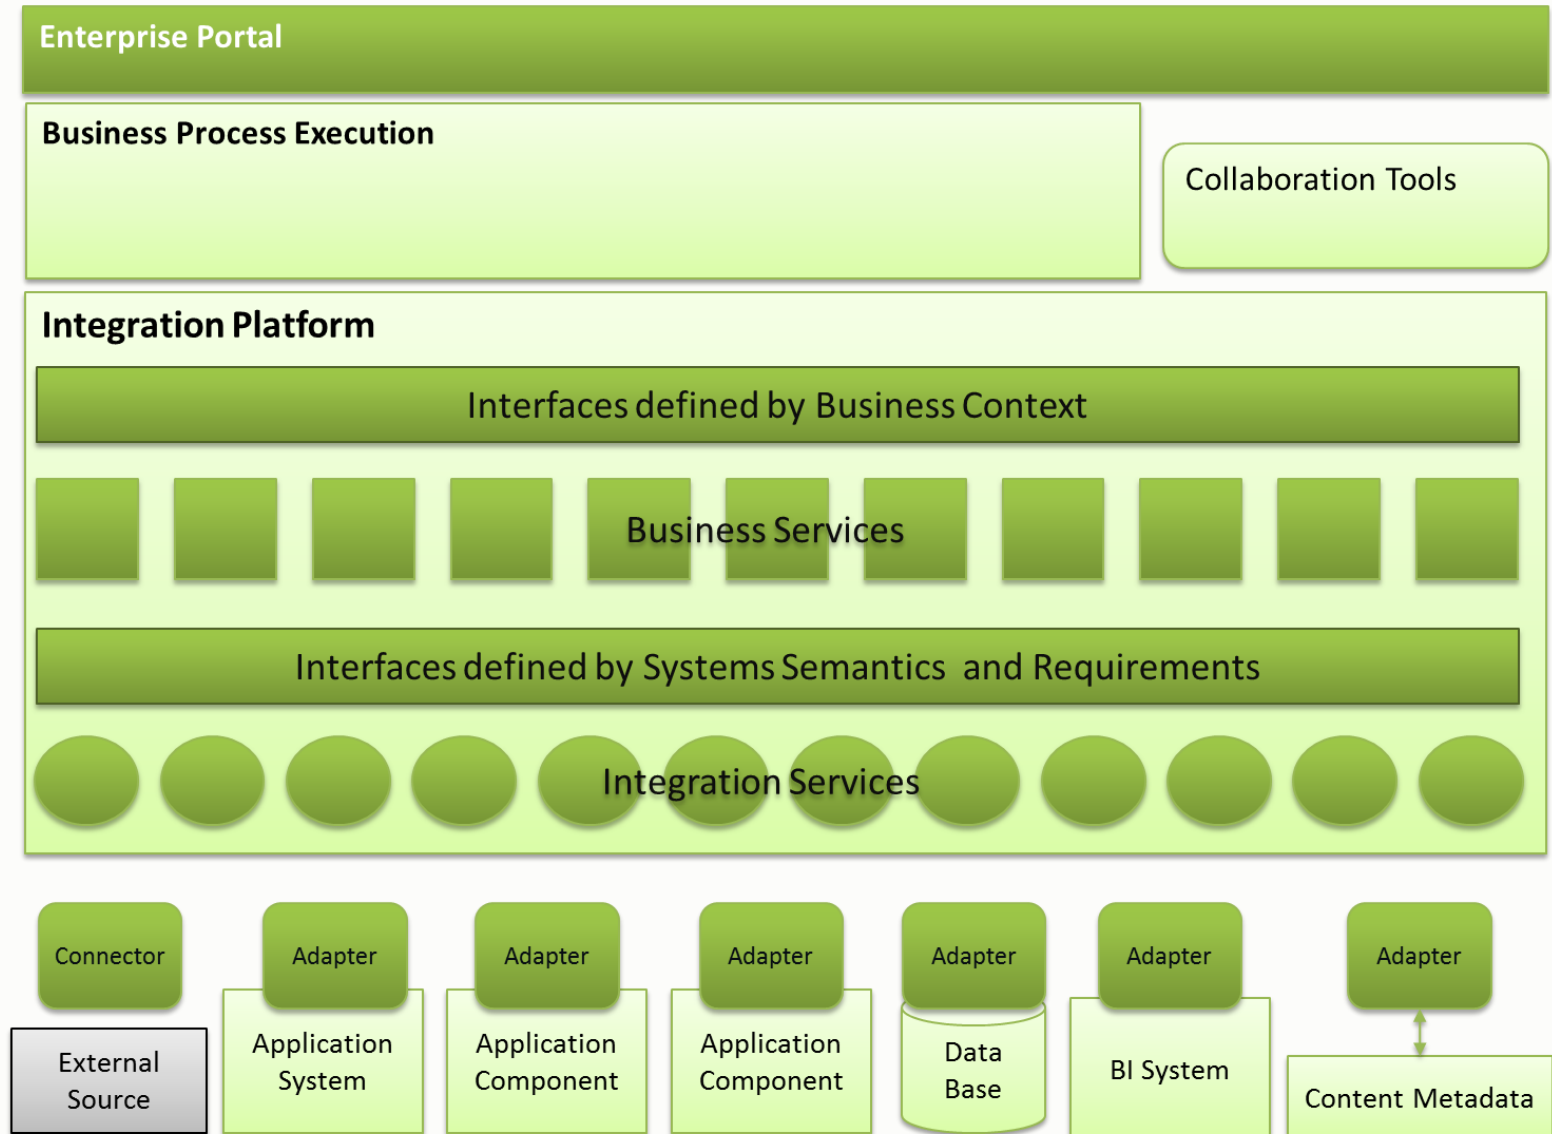 Enterprise Portal
Business Process Execution
Collaboration Tools
Integration Platform
Interfaces defined by Business Context
Business Services
Interfaces defined by Systems Semantics and Requirements
Integration Services
Connector
Adapter
Adapter
Adapter
Adapter
Adapter
Adapter
External
Source
Application
System
Application
Component
Application
Component
Data
Base
BI System
Content Metadata